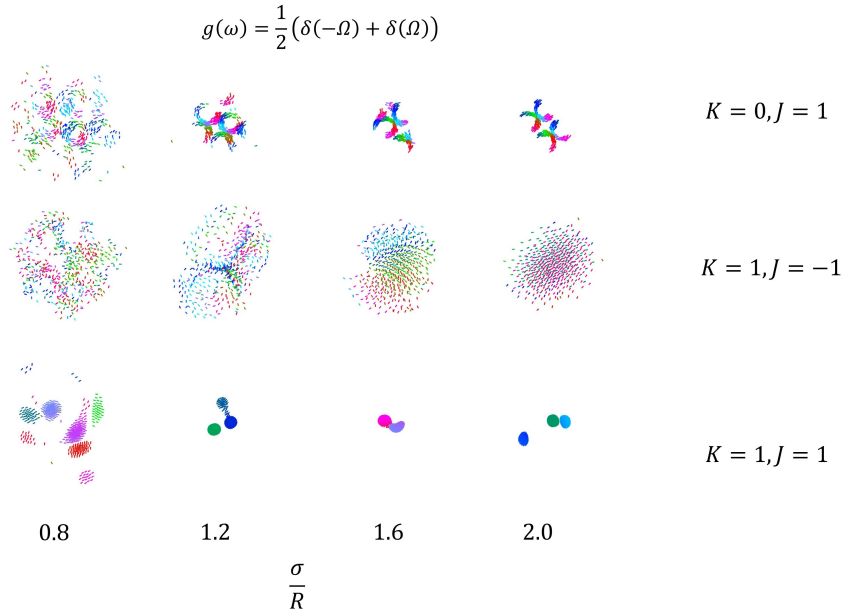 g(ω) = 1/2 (δ(−Ω) + δ(Ω))
K = 0, J = 1
K = 1, J = −1
K = 1, J = 1
0.8 1.2 1.6 2.0
σ/R